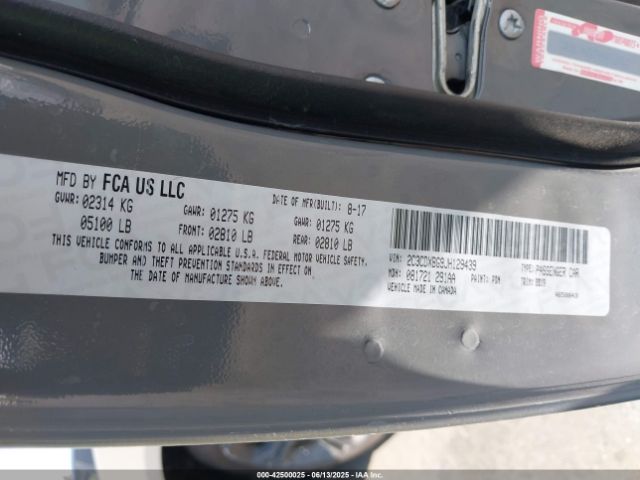 MFD BY FCA US LLC
DATE OF MFR(BUILT): 8-17
GVWR: 02314 KG
GAWR: 01275 KG
GAWR: 01275 KG
05100 LB
FRONT: 02810 LB
REAR: 02810 LB
THIS VEHICLE CONFORMS TO ALL APPLICABLE U.S.A. FEDERAL MOTOR VEHICLE SAFETY,
BUMPER AND THEFT PREVENTION STANDARDS IN EFFECT ON
THE DATE OF MANUFACTURE SHOWN ABOVE.
VIN: 2C3CDXBG8JH129439
TYPE: PASSENGER CAR
MDH: 081721 291AA
PAINT: PDN
VEHICLE MADE IN CANADA
000-42500025 - 06/13/2025 - COPYRIGHT IAA, INC.